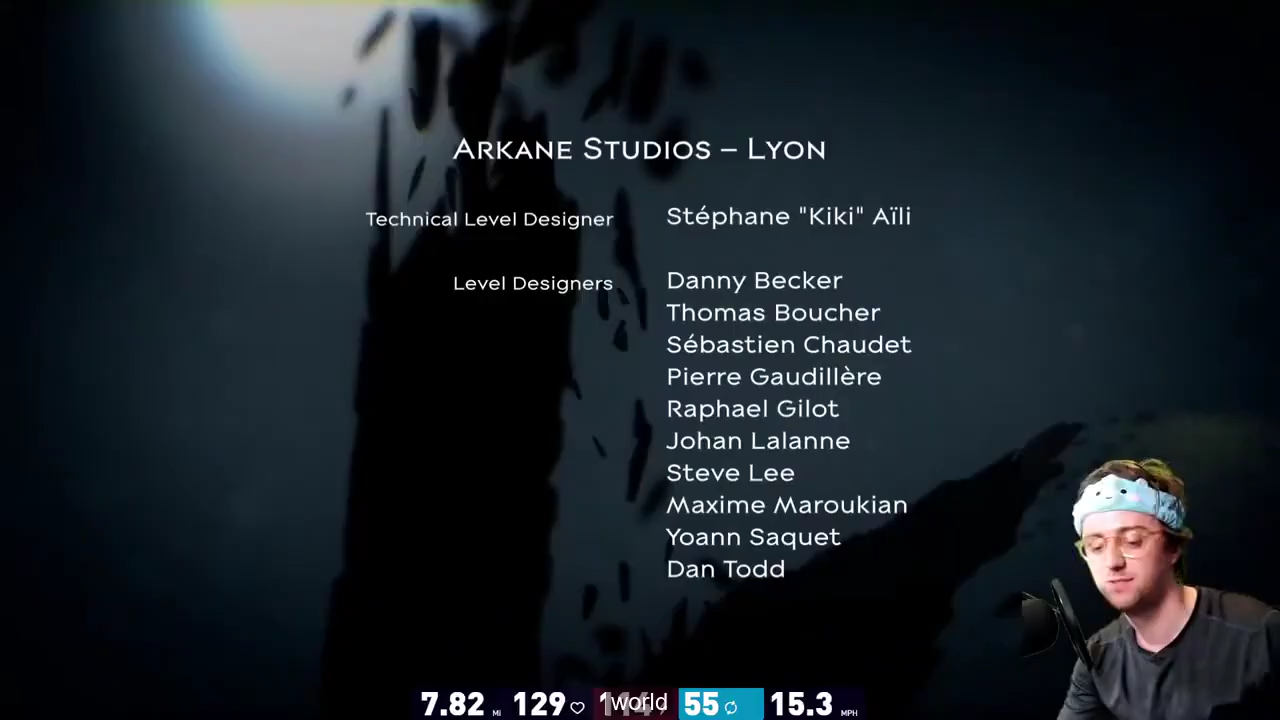 ARKANE STUDIOS – LYON
Technical Level Designer Stéphane "Kiki" Aïli
Level Designers Danny Becker
Thomas Boucher
Sébastien Chaudet
Pierre Gaudillère
Raphael Gilot
Johan Lalanne
Steve Lee
Maxime Maroukian
Yoann Saquet
Dan Todd
7.82 MI 129 world 55 15.3 MPH